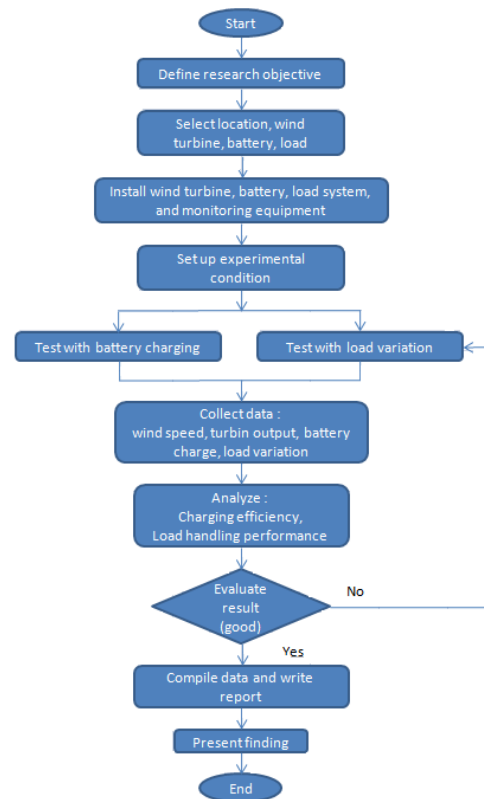 Start
Define research objective
Select location, wind
turbine, battery, load
Install wind turbine, battery, load system,
and monitoring equipment
Set up experimental
condition
Test with battery charging
Test with load variation
Collect data :
wind speed, turbin output, battery
charge, load variation
Analyze :
Charging efficiency,
Load handling performance
Evaluate
result
(good)
No
Yes
Compile data and write
report
Present finding
End